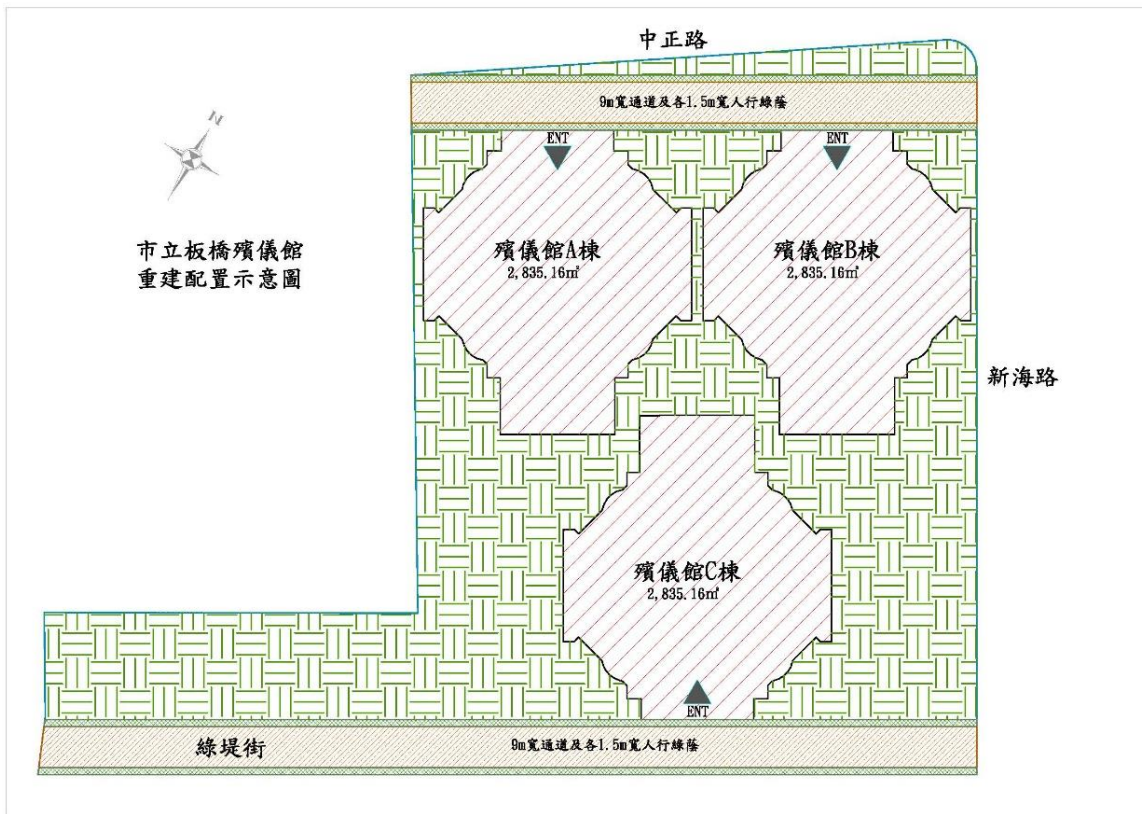 中正路
9m寬通道及各1.5m寬人行綠蔭
N
ENT
ENT
市立板橋殯儀館
重建配置示意圖
殯儀館A棟
2,835.16㎡
殯儀館B棟
2,835.16㎡
新海路
殯儀館C棟
2,835.16㎡
ENT
綠堤街
9m寬通道及各1.5m寬人行綠蔭